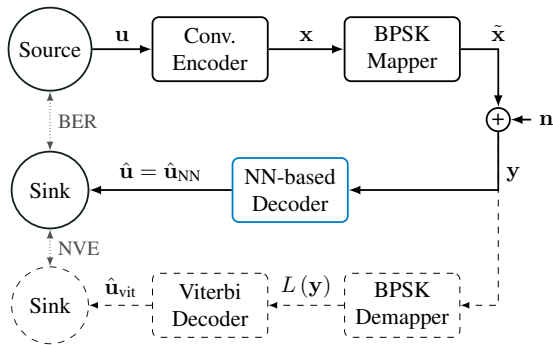 Source
u
Conv.
Encoder
x
BPSK
Mapper
x̃
+
n
BER
Sink
û = û_NN
NN-based
Decoder
y
NVE
Sink
û_vit
Viterbi
Decoder
L (y)
BPSK
Demapper